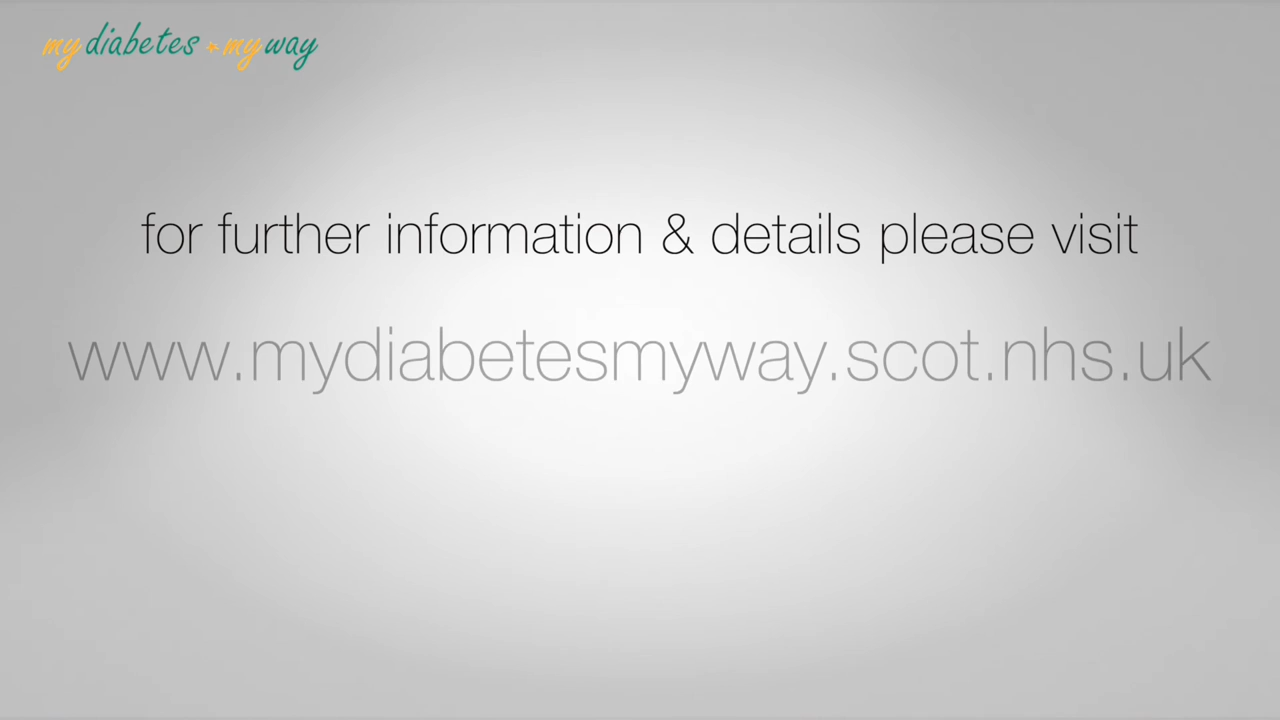 my diabetes * my way
for further information & details please visit
www.mydiabetesmyway.scot.nhs.uk